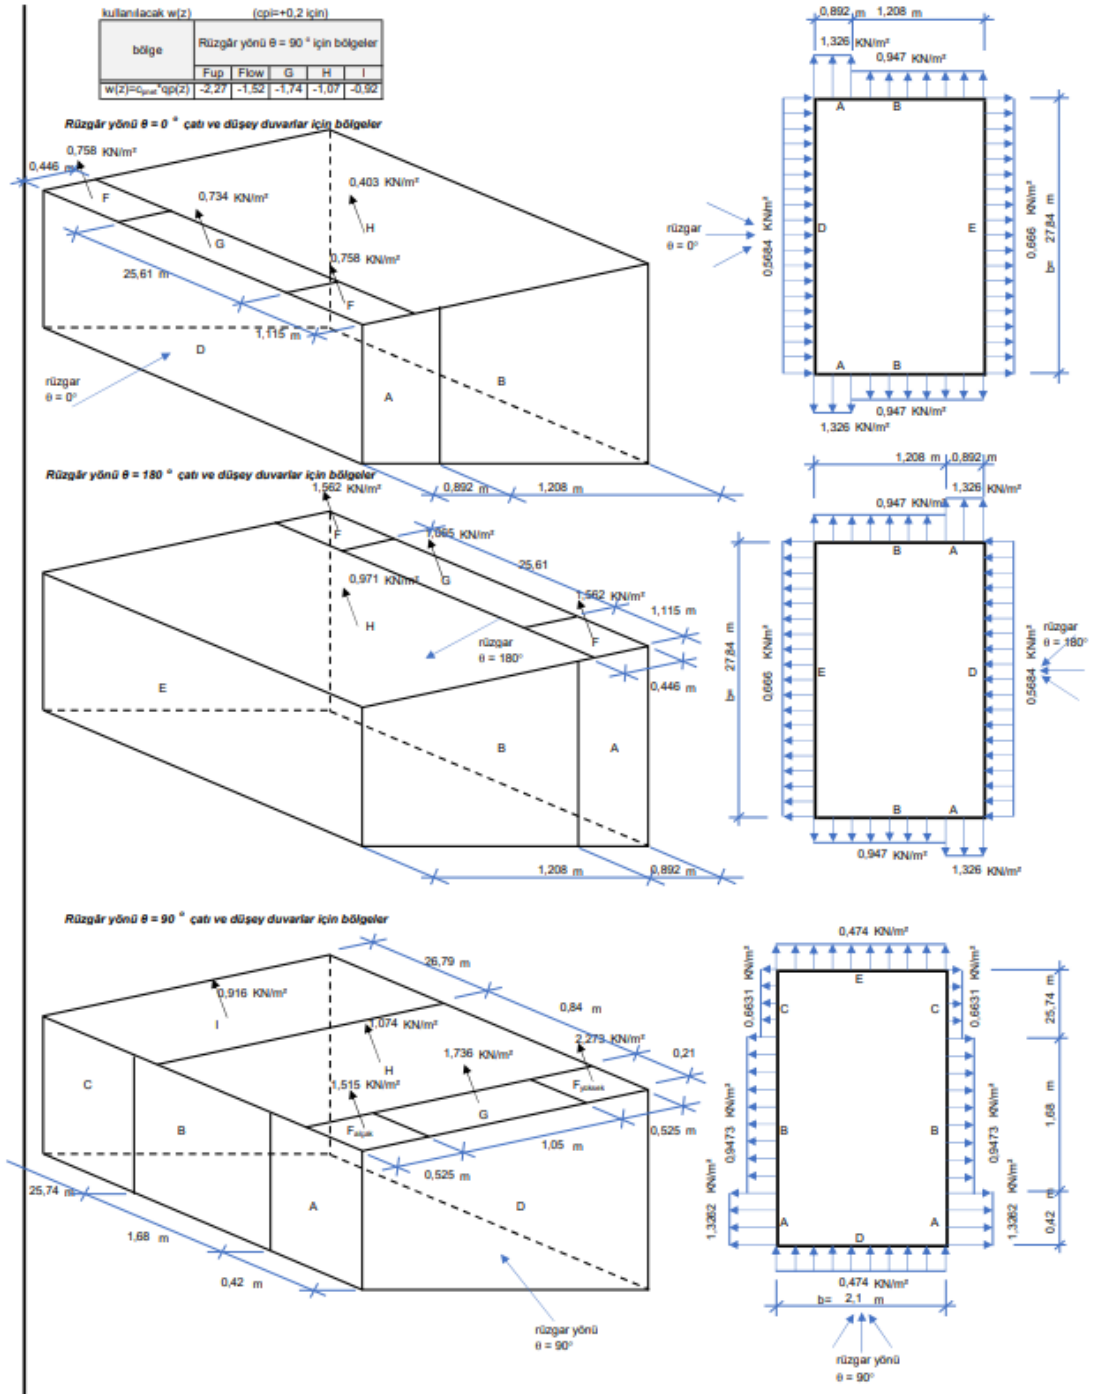 kullanılacak w(z) (cpi=+0,2 için)
bölge
Rüzgâr yönü θ = 90 ° için bölgeler
Fup Flow G H I
w(z)=cpnet*qp(z) -2,27 -1,52 -1,74 -1,07 -0,92
Rüzgâr yönü θ = 0 ° çatı ve düşey duvarlar için bölgeler
0,758 KN/m²
0,446 m
F
0,734 KN/m²
G
0,403 KN/m²
H
0,758 KN/m²
F
25,61 m
1,115 m
D
rüzgar
θ = 0°
A
B
0,892 m
1,208 m
0,892 m 1,208 m
1,326 KN/m²
0,947 KN/m²
A B
rüzgar
θ = 0°
0,5684 KN/m²
D
E
0,666 KN/m²
b= 27,84 m
A B
0,947 KN/m²
1,326 KN/m²
Rüzgâr yönü θ = 180 ° çatı ve düşey duvarlar için bölgeler
1,562 KN/m²
F
1,065 KN/m²
G
25,61
0,971 KN/m²
H
1,562 KN/m²
F
1,115 m
0,446 m
rüzgar
θ = 180°
E
B
A
1,208 m
0,892 m
1,208 m 0,892 m
1,326 KN/m²
0,947 KN/m²
B A
b= 27,84 m
0,666 KN/m²
E
D
0,5684 KN/m²
rüzgar
θ = 180°
B A
0,947 KN/m²
1,326 KN/m²
Rüzgâr yönü θ = 90 ° çatı ve düşey duvarlar için bölgeler
26,79 m
0,916 KN/m²
I
0,84 m
1,074 KN/m²
H
2,273 KN/m²
0,21
1,736 KN/m²
G
1,515 KN/m²
Fyüksek
Falçak
0,525 m
1,05 m
0,525 m
C
B
A
D
25,74 m
1,68 m
0,42 m
rüzgar yönü
θ = 90°
0,474 KN/m²
E
0,6631 KN/m²
C
C
0,6631 KN/m²
25,74 m
0,9473 KN/m²
B
B
0,9473 KN/m²
1,68 m
1,3262 KN/m²
A
A
1,3262 KN/m²
0,42 m
D
0,474 KN/m²
b= 2,1 m
rüzgar yönü
θ = 90°